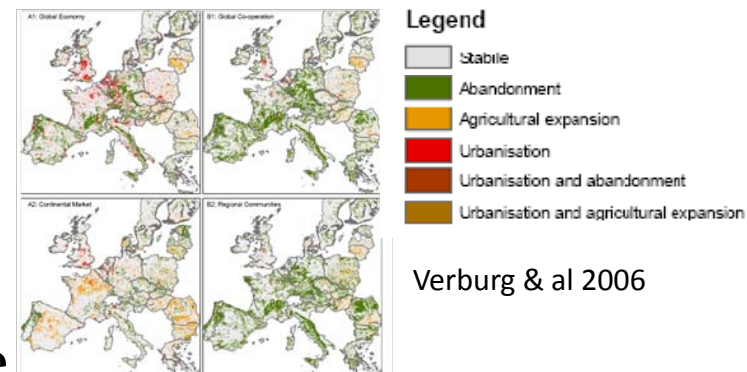 A1: Global Economy
B1: Global Co-operation
A2: Continental Market
B2: Regional Communities
Legend
Stabile
Abandonment
Agricultural expansion
Urbanisation
Urbanisation and abandonment
Urbanisation and agricultural expansion
Verburg & al 2006
e